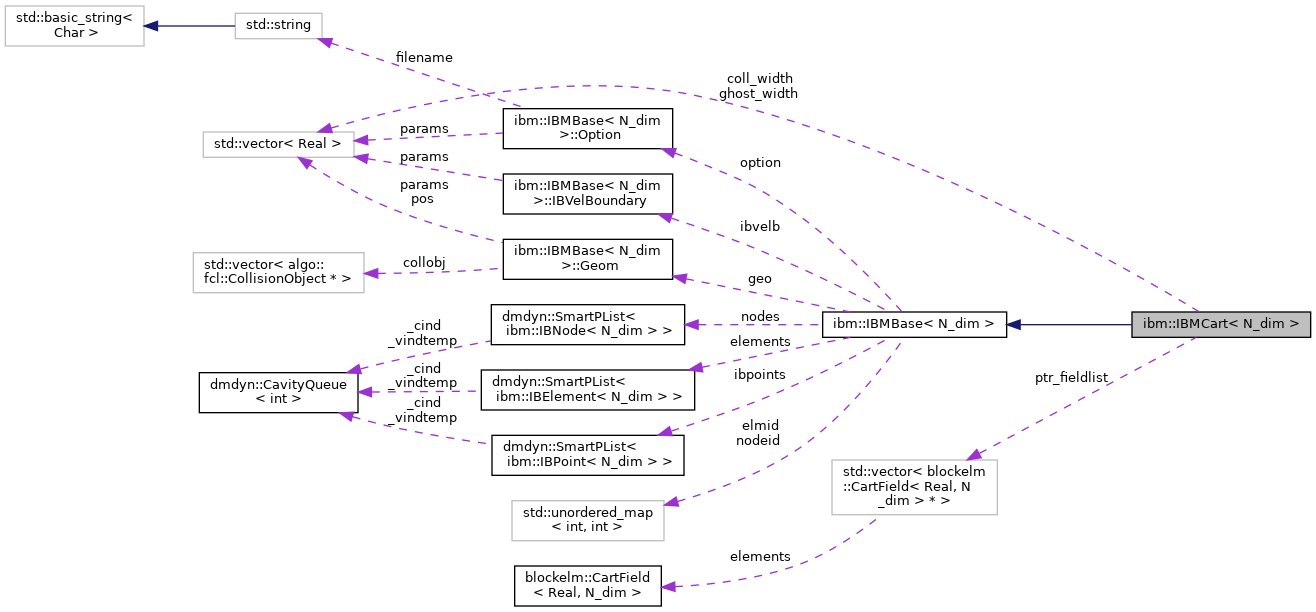 std::basic_string<
Char >
std::string
filename
coll_width
ghost_width
ibm::IBMBase< N_dim
>::Option
params
std::vector< Real >
params
option
ibm::IBMBase< N_dim
>::IBVelBoundary
params
pos
ibvelb
ibm::IBMBase< N_dim
>::Geom
std::vector< algo::
fcl::CollisionObject * >
collobj
geo
dmdyn::SmartPList<
ibm::IBNode< N_dim > >
nodes
ibm::IBMBase< N_dim >
ibm::IBMCart< N_dim >
_cind
_vindtemp
elements
dmdyn::CavityQueue
< int >
_cind
_vindtemp
dmdyn::SmartPList<
ibm::IBElement< N_dim > >
ibpoints
ptr_fieldlist
_cind
_vindtemp
dmdyn::SmartPList<
ibm::IBPoint< N_dim > >
elmid
nodeid
std::vector< blockelm
::CartField< Real, N
_dim > * >
std::unordered_map
< int, int >
elements
blockelm::CartField
< Real, N_dim >